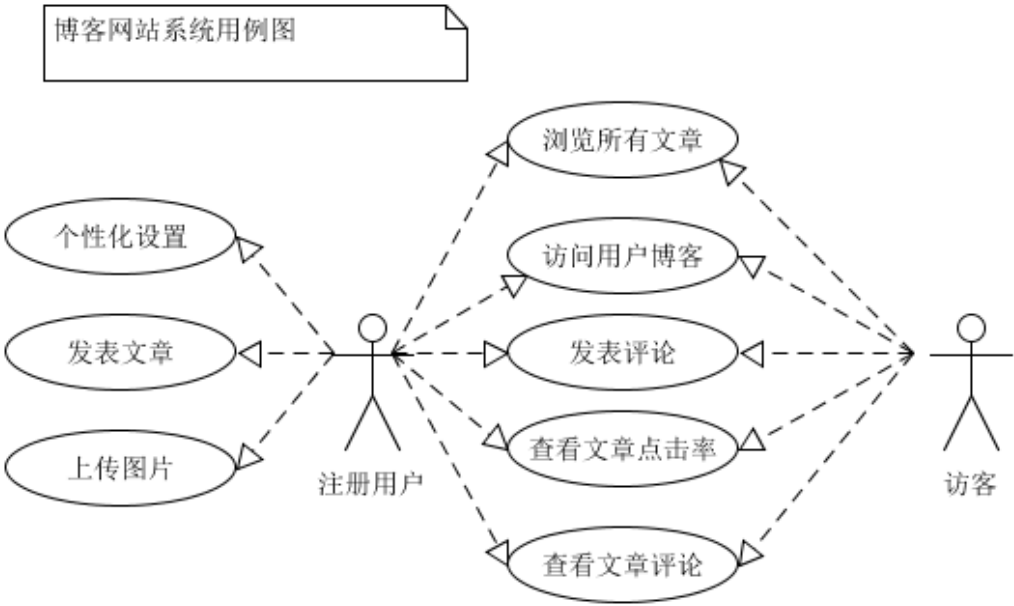 博客网站系统用例图
浏览所有文章
个性化设置
访问用户博客
发表文章
发表评论
上传图片
查看文章点击率
注册用户
访客
查看文章评论